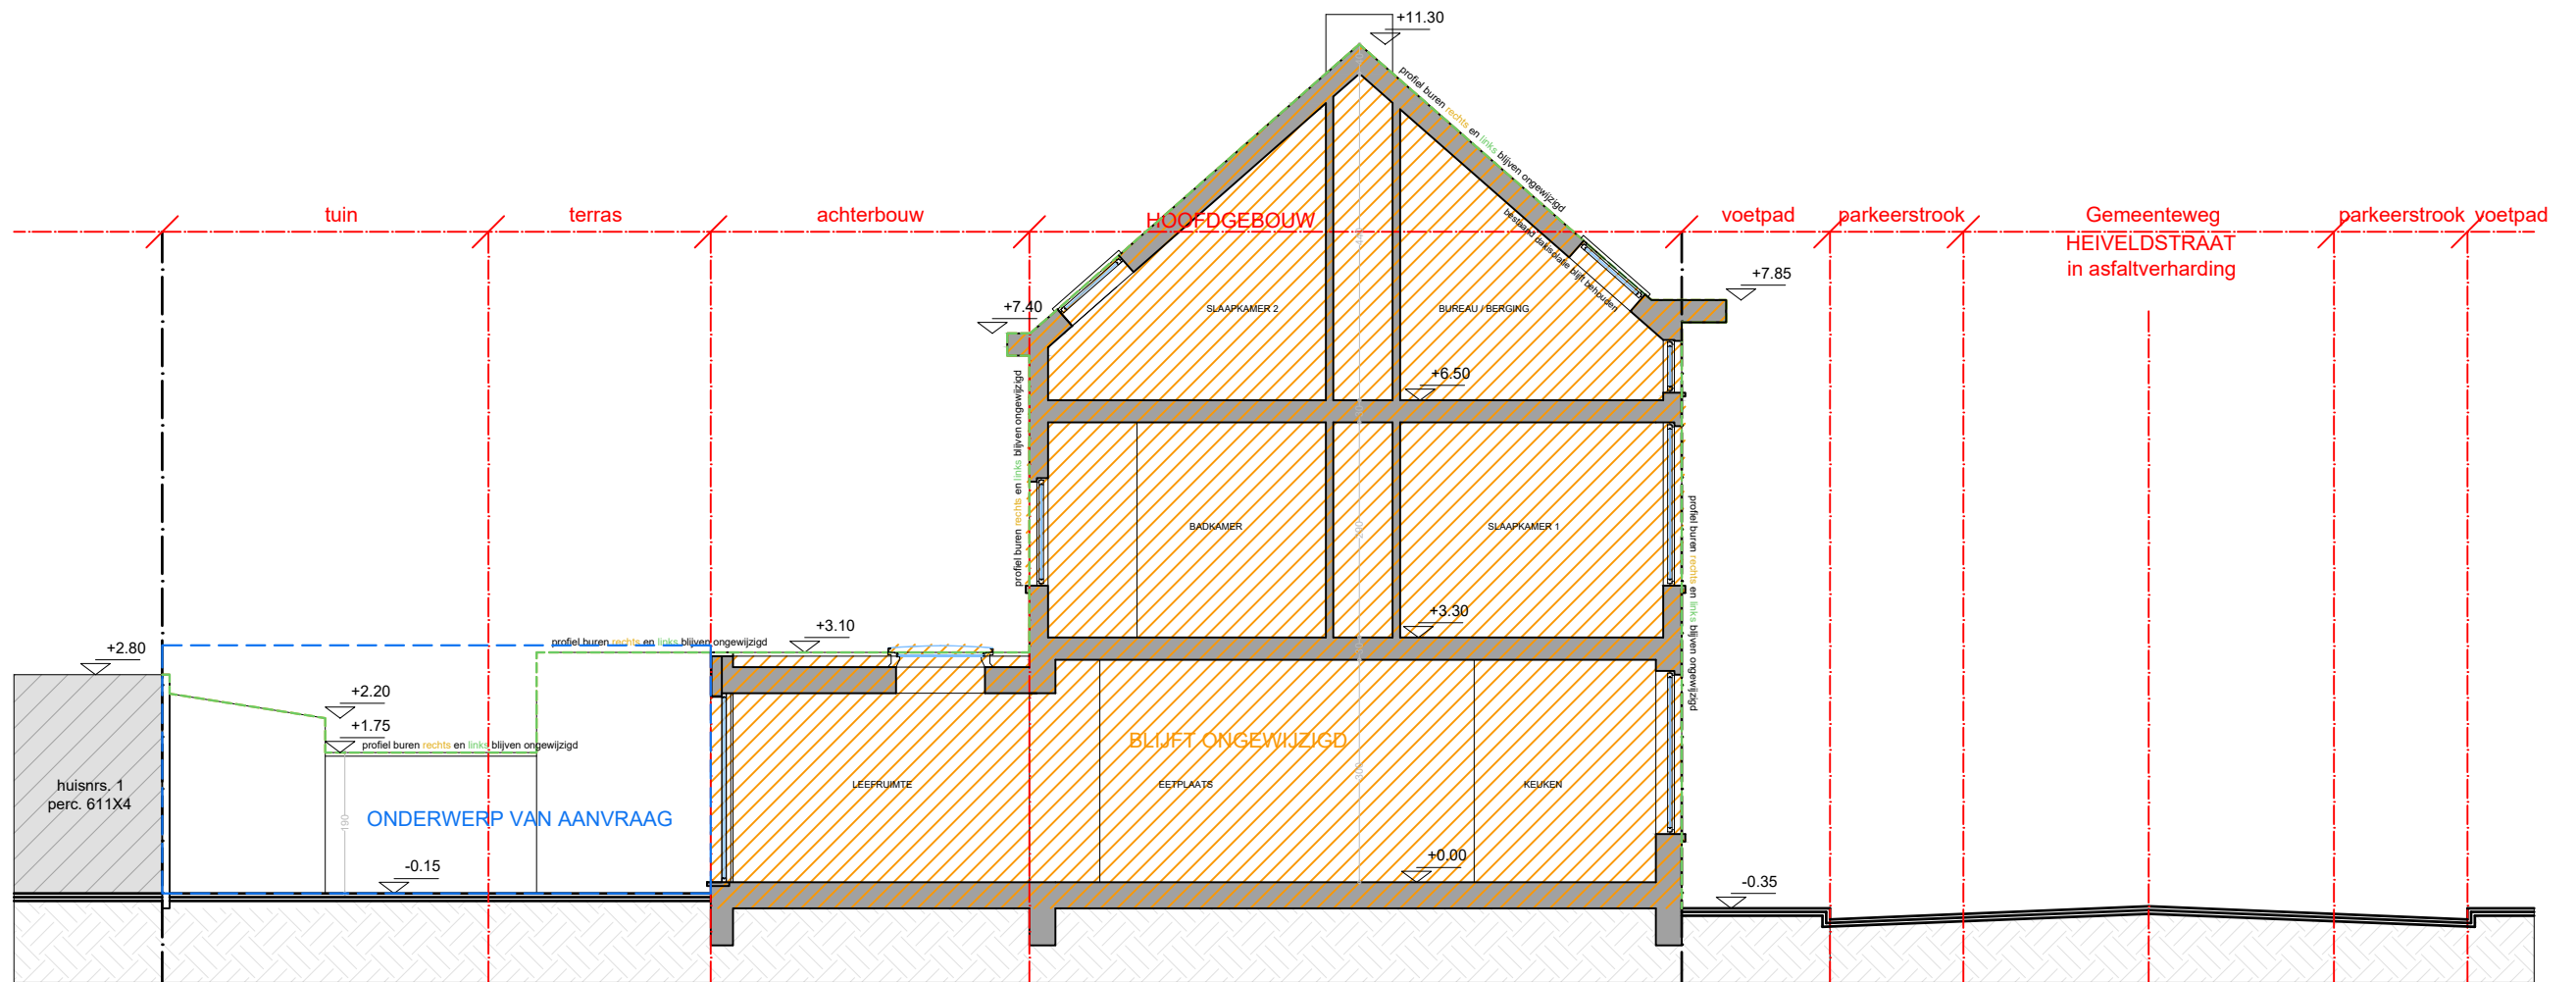 +11.30
profiel buren rechts en links blijven ongewijzigd
tuin
terras
achterbouw
HOOFDGEBOUW
voetpad
parkeerstrook
Gemeenteweg
parkeerstrook
voetpad
HEIVELDSTRAAT
in asfaltverharding
bestaand dakisolatie blijft behouden
+7.85
+7.40
SLAAPKAMER 2
BUREAU / BERGING
+6.50
profiel buren rechts en links blijven ongewijzigd
BADKAMER
SLAAPKAMER 1
280
profiel buren rechts en links blijven ongewijzigd
+3.30
+3.10
profiel buren rechts en links blijven ongewijzigd
+2.80
+2.20
+1.75
profiel buren rechts en links blijven ongewijzigd
BLIJFT ONGEWIJZIGD
huisnrs. 1
perc. 611X4
LEEFRUIMTE
EETPLAATS
300
KEUKEN
190
ONDERWERP VAN AANVRAAG
-0.15
+0.00
-0.35